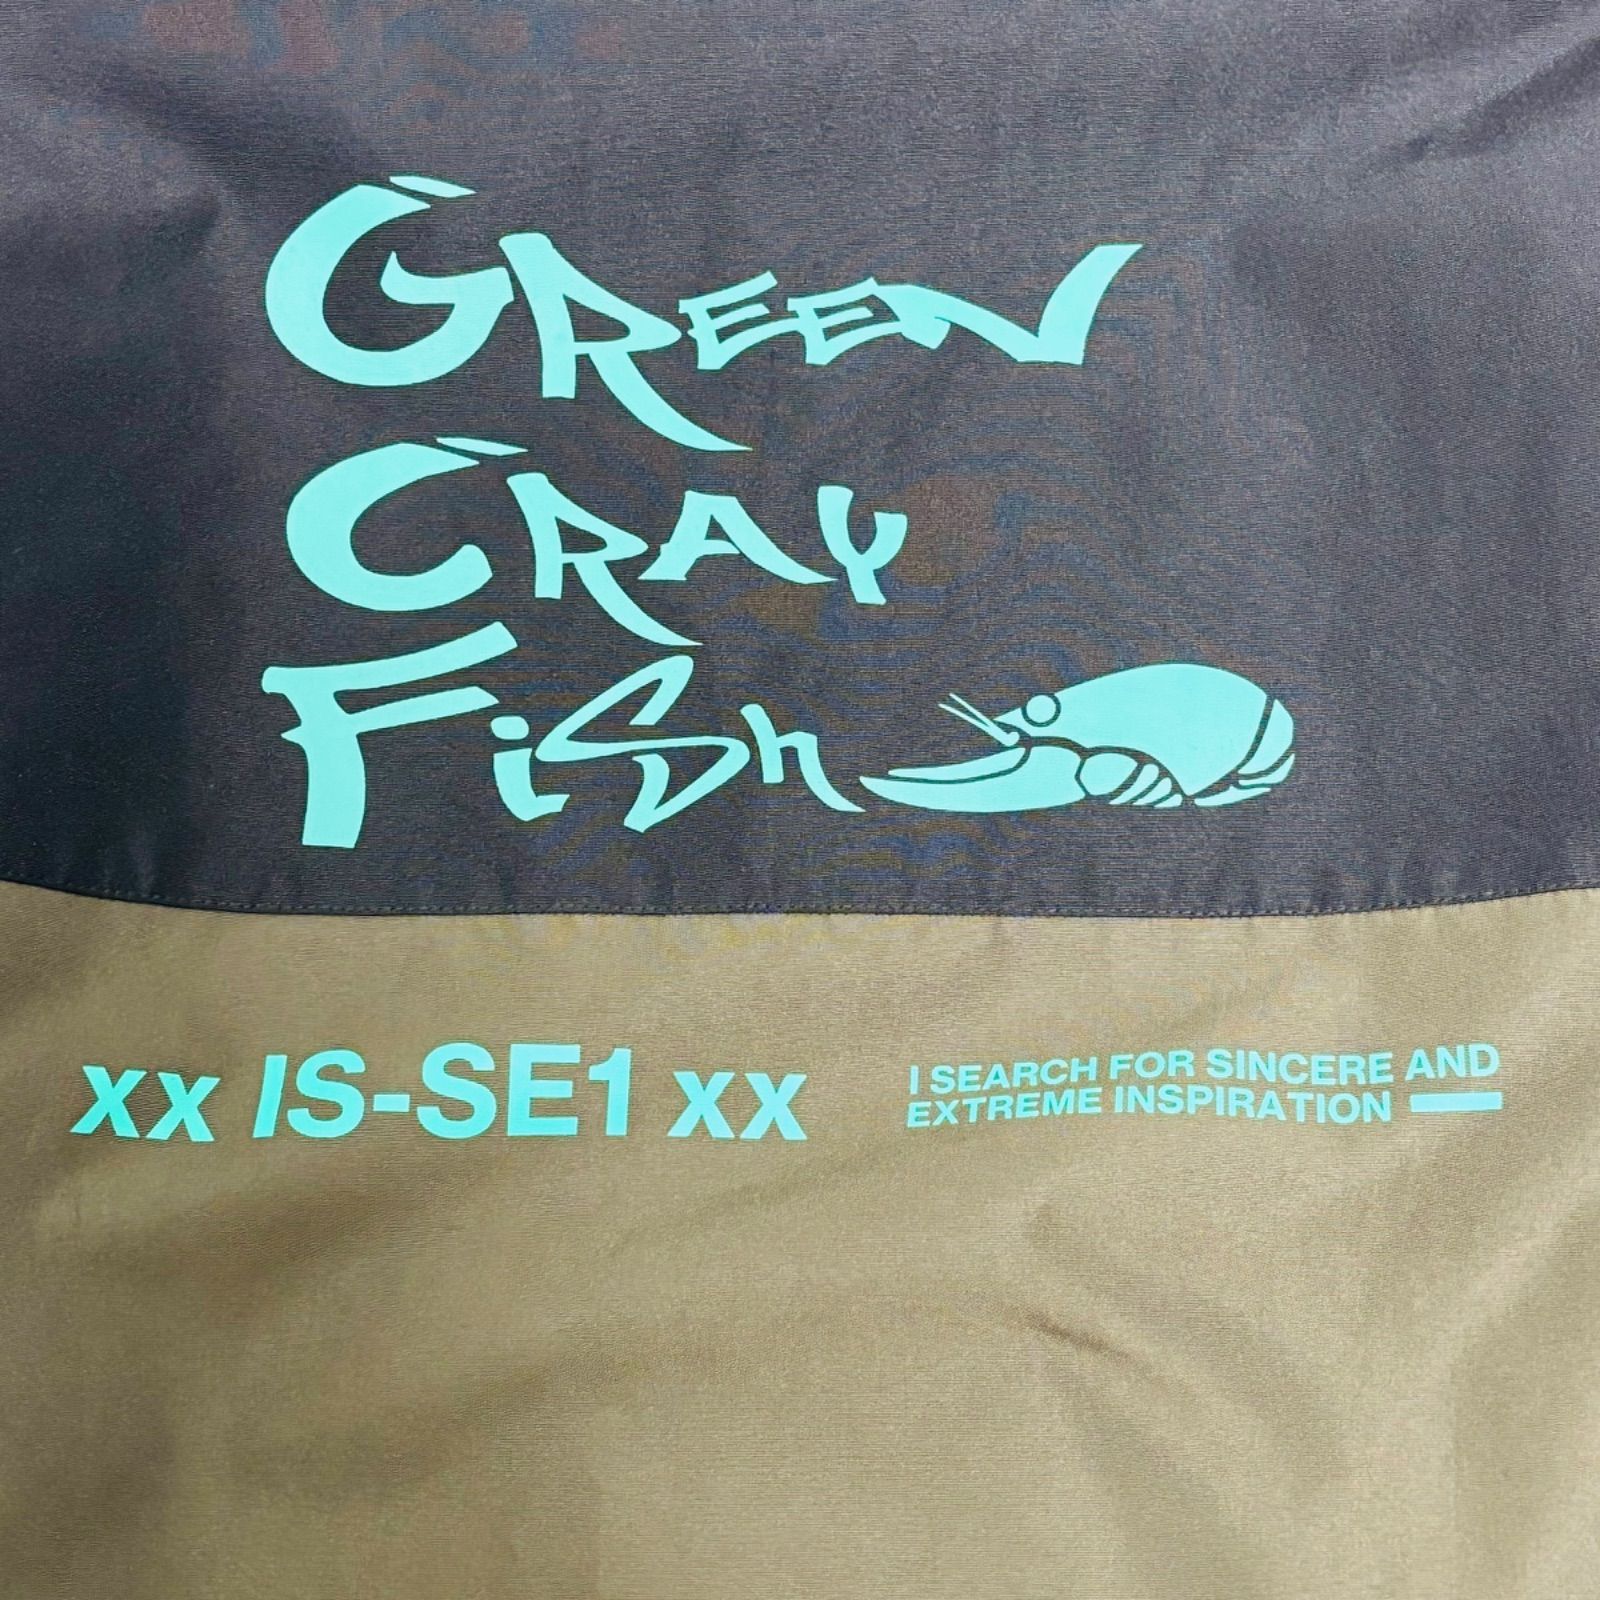 GREEN
CRAY
FiSh
xx IS-SE1 xx
I SEARCH FOR SINCERE AND
EXTREME INSPIRATION